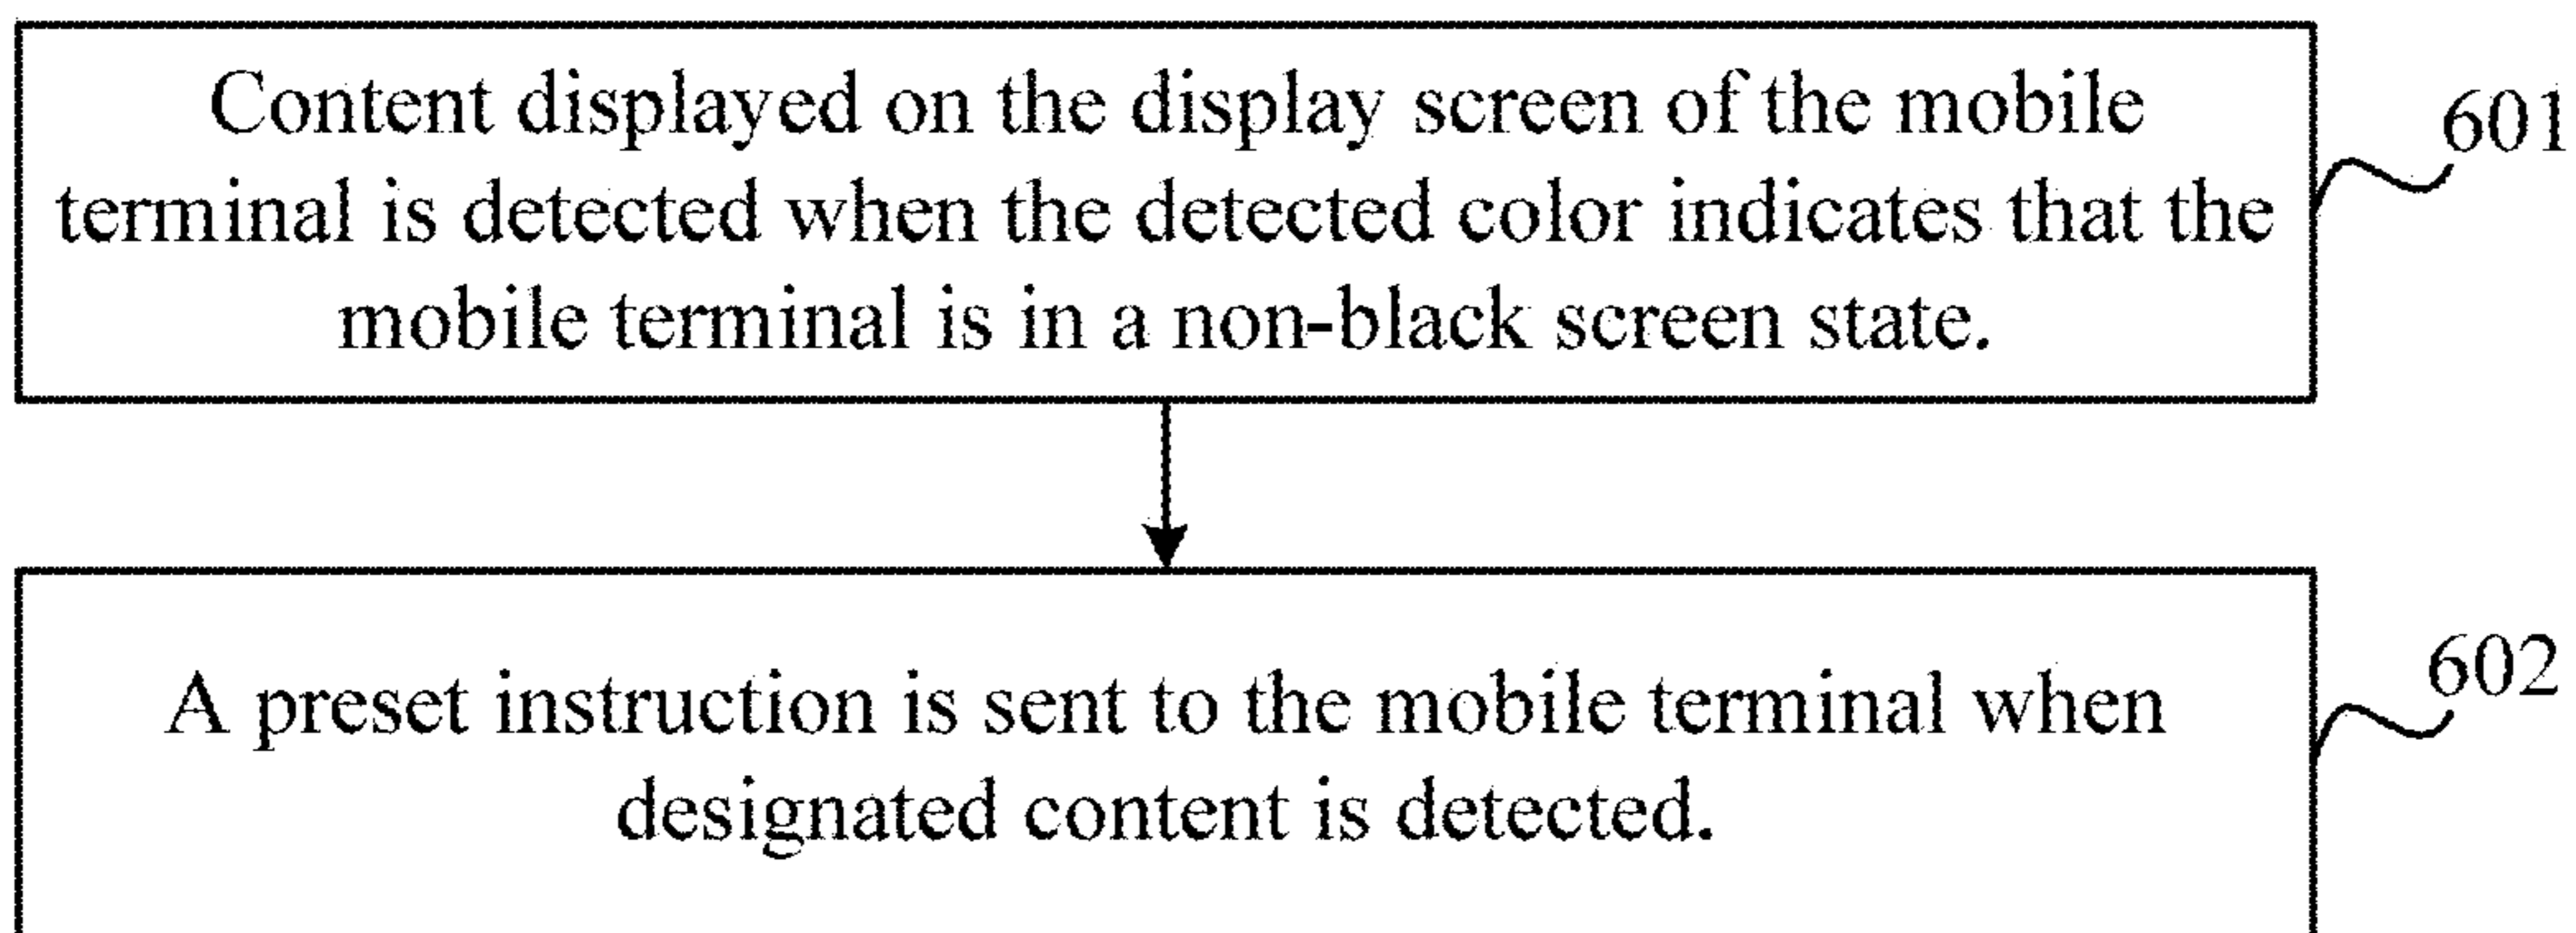 Content displayed on the display screen of the mobile
terminal is detected when the detected color indicates that the
mobile terminal is in a non-black screen state.
601
A preset instruction is sent to the mobile terminal when
designated content is detected.
602